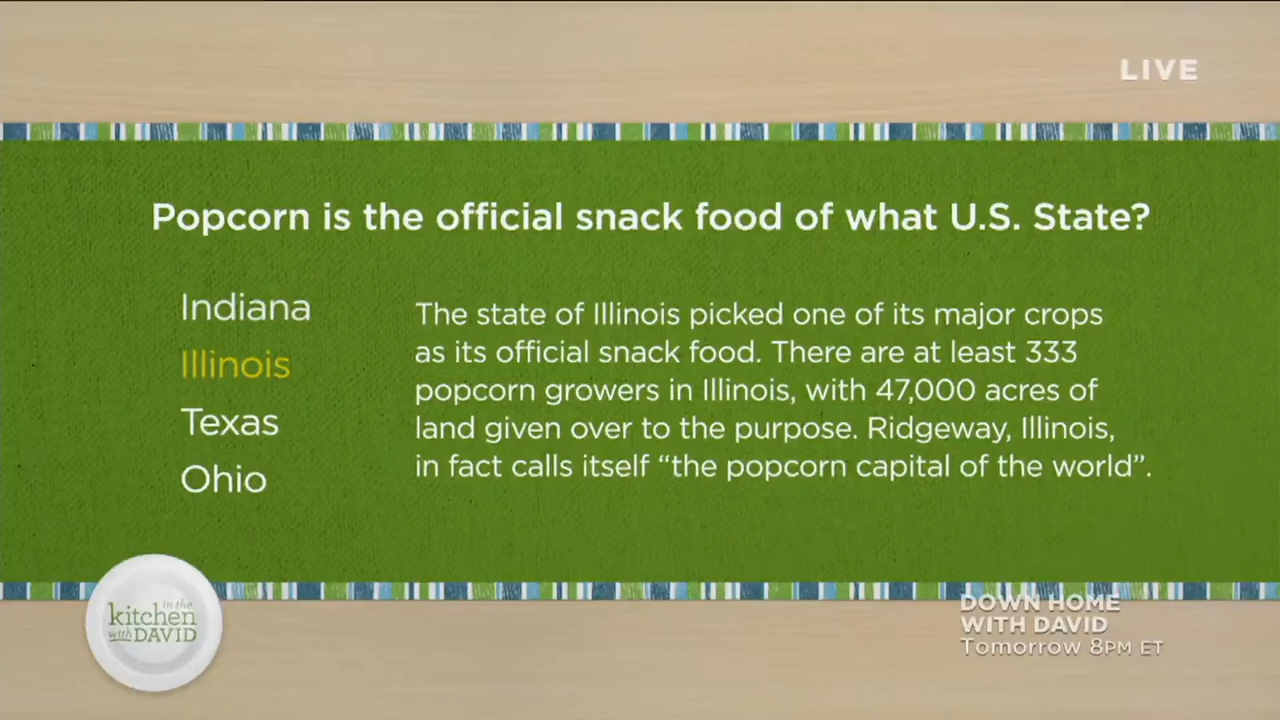 LIVE
Popcorn is the official snack food of what U.S. State?
Indiana
Illinois
Texas
Ohio
The state of Illinois picked one of its major crops
as its official snack food. There are at least 333
popcorn growers in Illinois, with 47,000 acres of
land given over to the purpose. Ridgeway, Illinois,
in fact calls itself “the popcorn capital of the world”.
in the
kitchen
with DAVID
DOWN HOME
WITH DAVID
Tomorrow 8PM ET